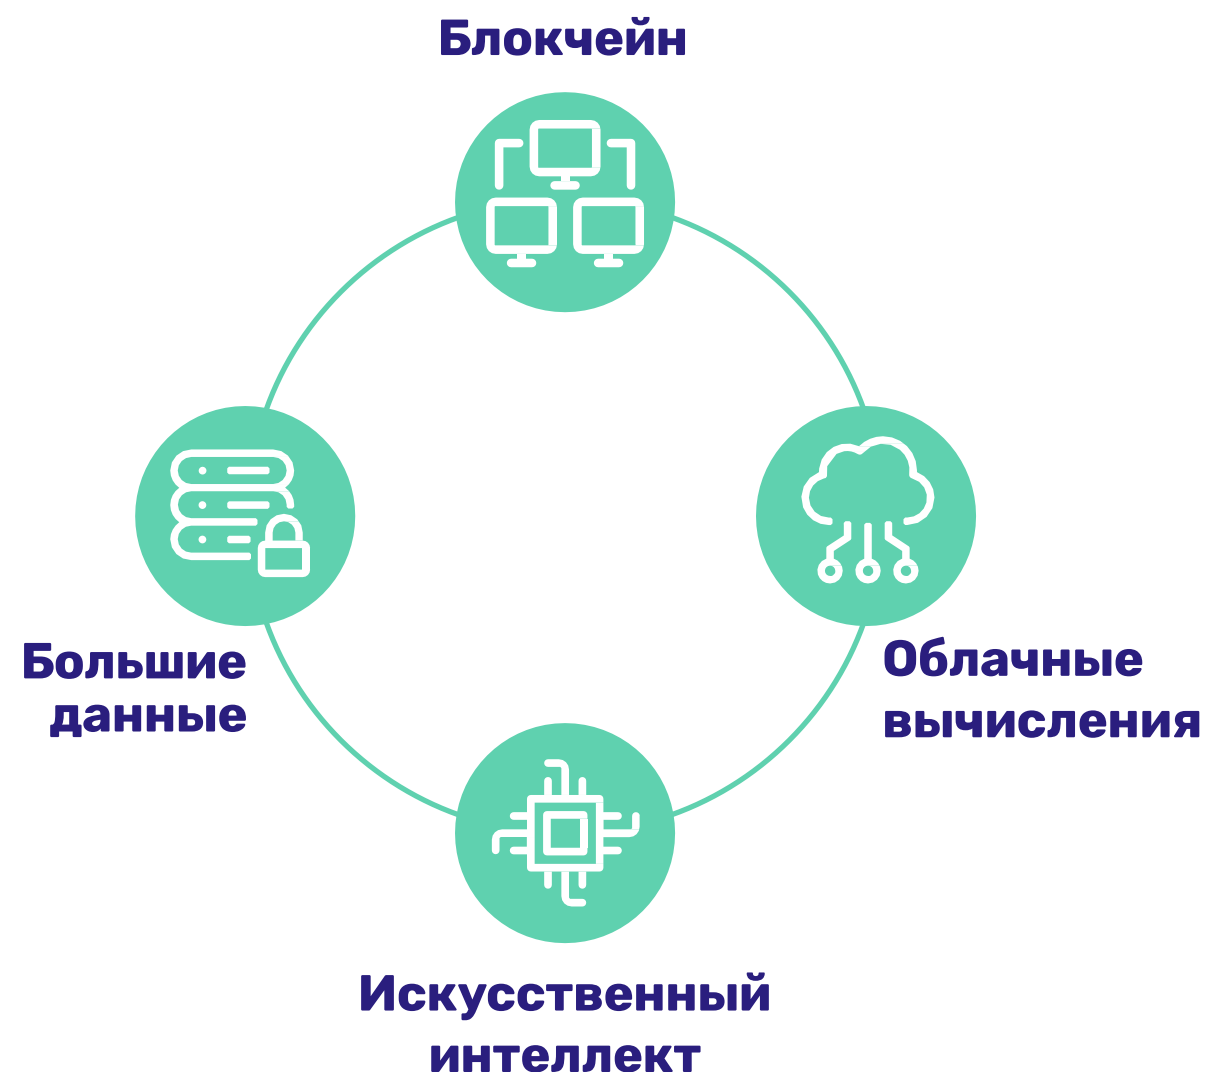 Блокчейн
Большие
данные
Облачные
вычисления
Искусственный
интеллект